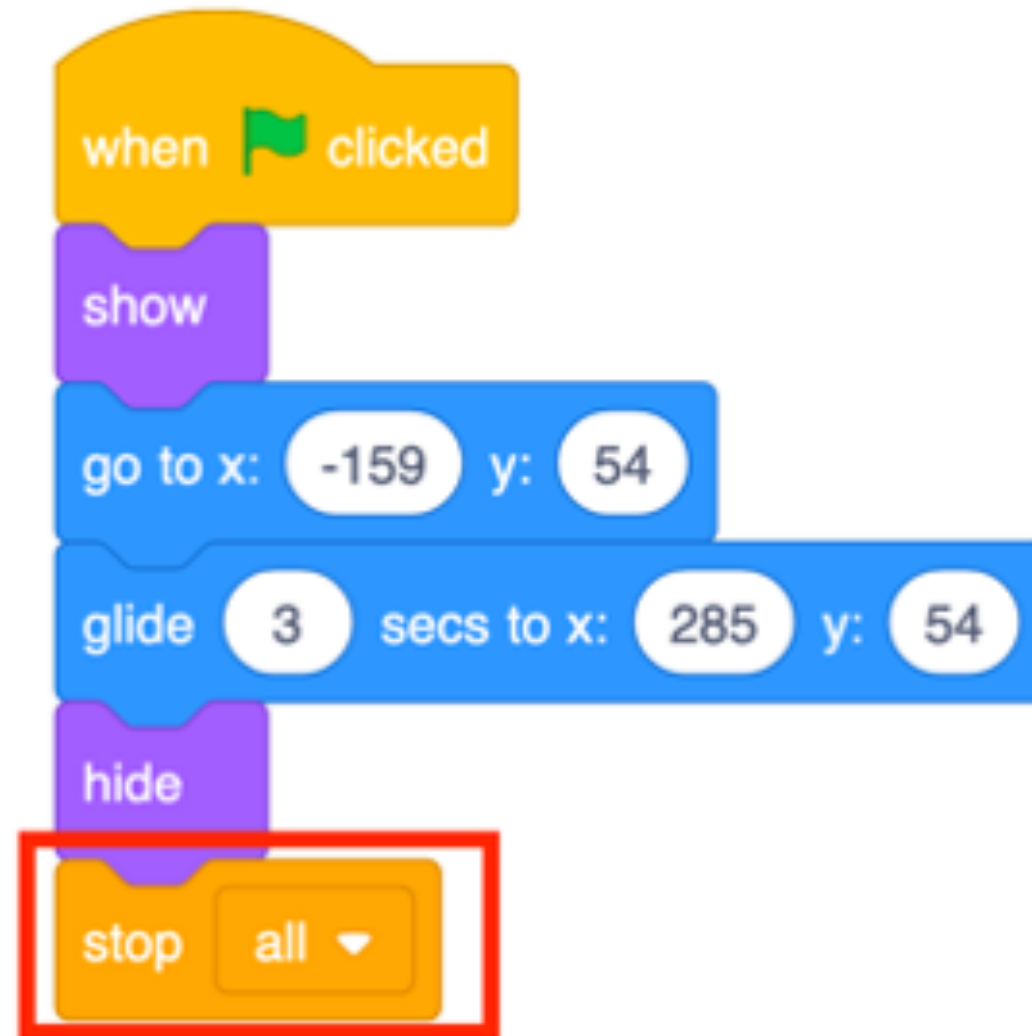 when clicked
show
go to x: -159 y: 54
glide 3 secs to x: 285 y: 54
hide
stop all